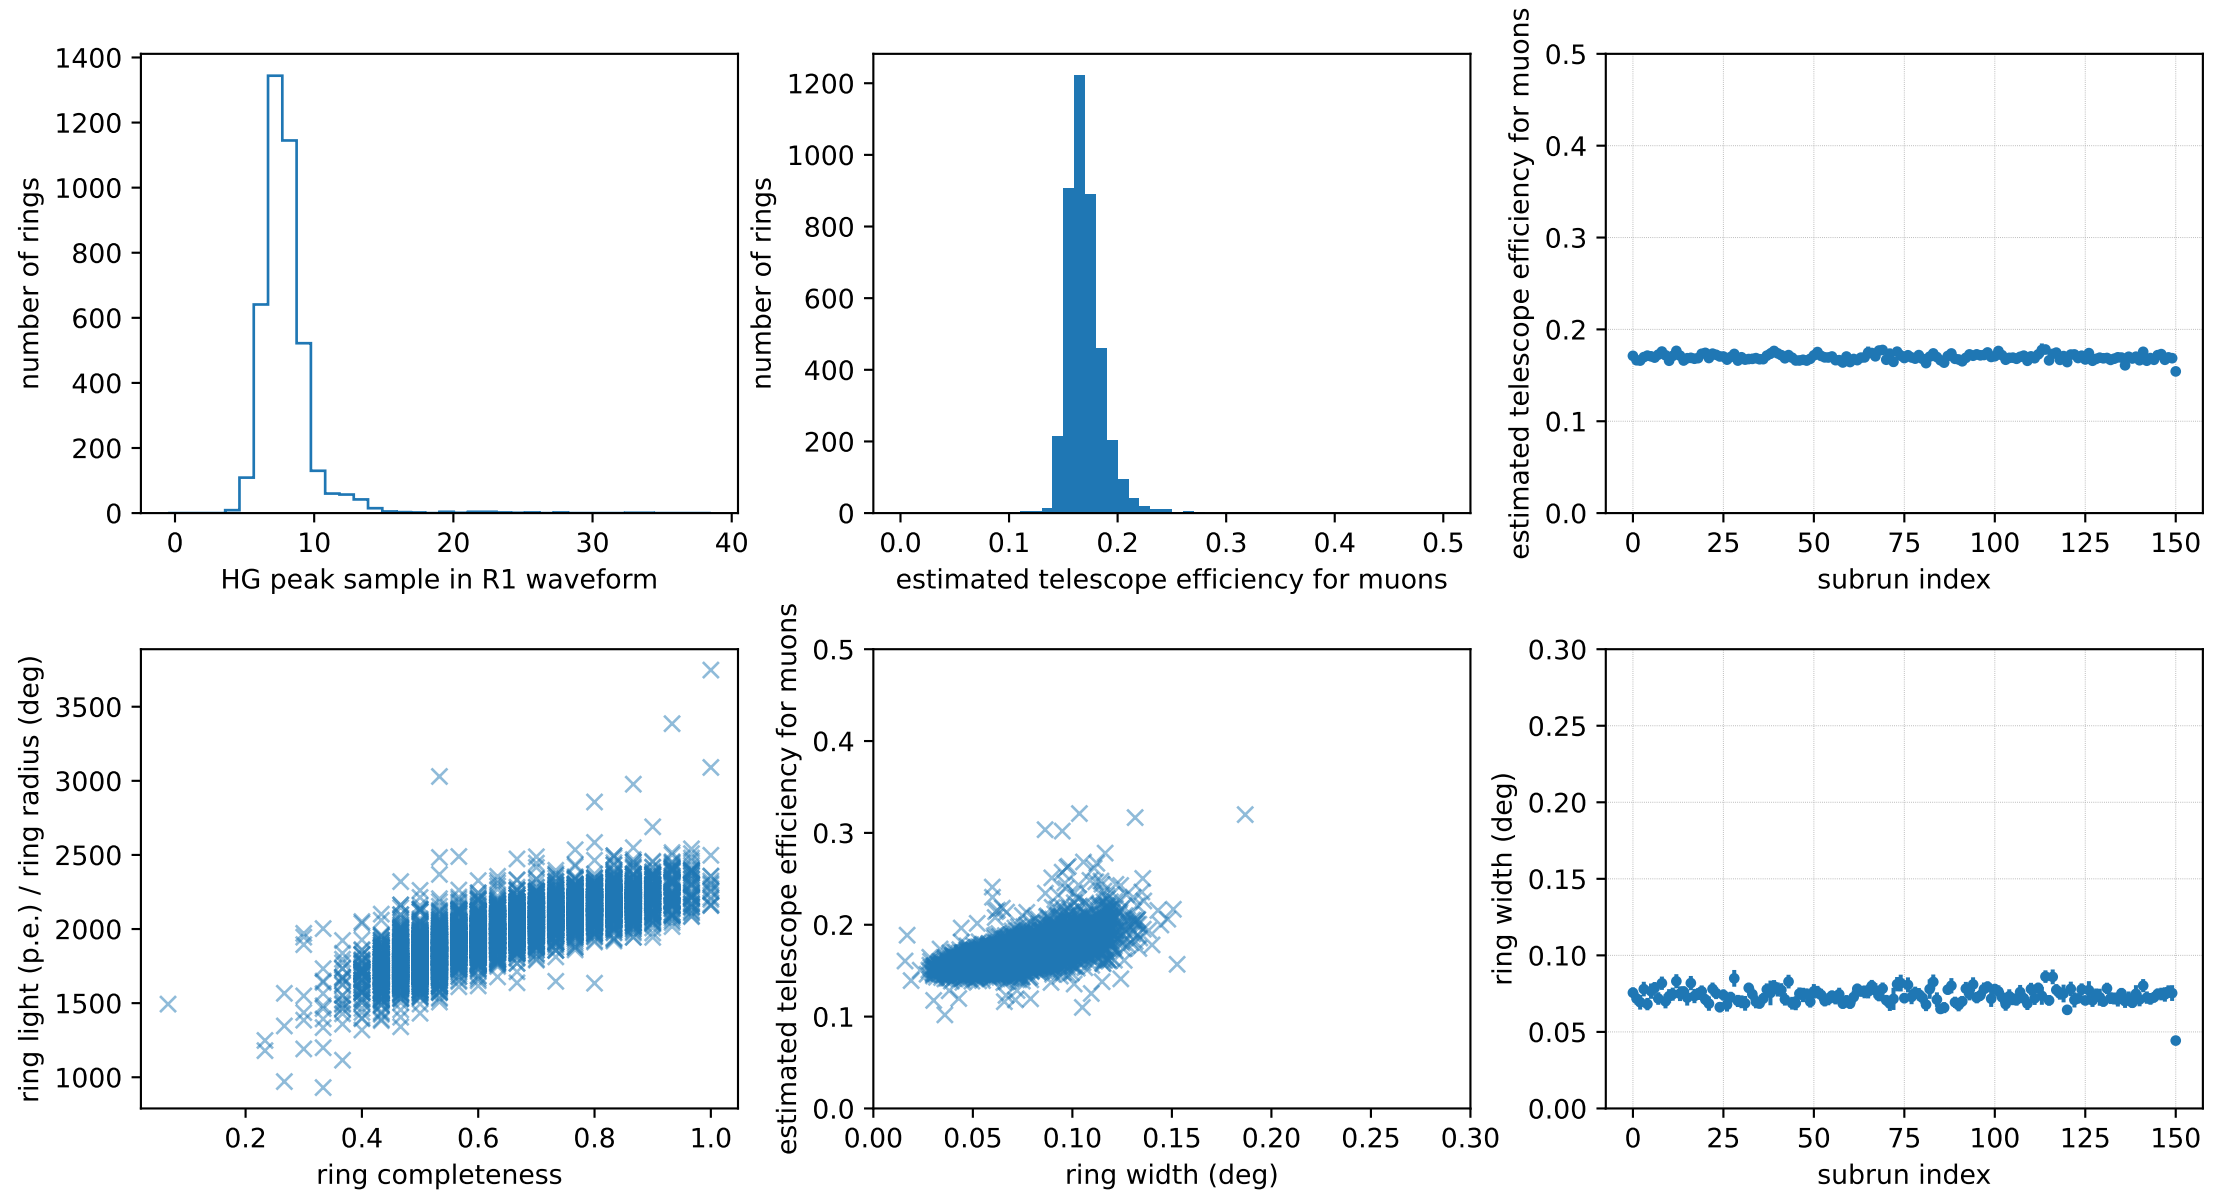 number of rings
1400
1200
1000
800
600
400
200
0
0 10 20 30 40
HG peak sample in R1 waveform
number of rings
1200
1000
800
600
400
200
0
0.0 0.1 0.2 0.3 0.4 0.5
estimated telescope efficiency for muons
estimated telescope efficiency for muons
0.5
0.4
0.3
0.2
0.1
0.0
0 25 50 75 100 125 150
subrun index
ring light (p.e.) / ring radius (deg)
3500
3000
2500
2000
1500
1000
0.2 0.4 0.6 0.8 1.0
ring completeness
estimated telescope efficiency for muons
0.5
0.4
0.3
0.2
0.1
0.0
0.00 0.05 0.10 0.15 0.20 0.25 0.30
ring width (deg)
ring width (deg)
0.30
0.25
0.20
0.15
0.10
0.05
0.00
0 25 50 75 100 125 150
subrun index